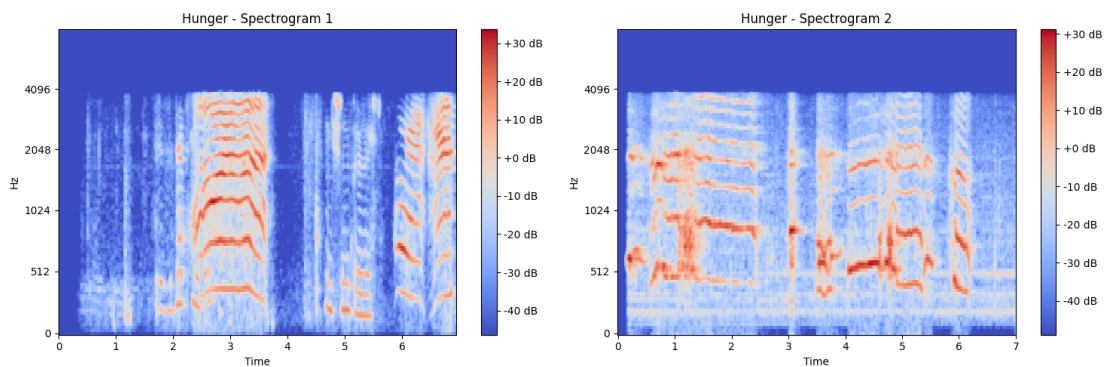 Hunger - Spectrogram 1
Hz
4096
2048
1024
512
0
0 1 2 3 4 5 6
Time
+30 dB
+20 dB
+10 dB
+0 dB
-10 dB
-20 dB
-30 dB
-40 dB
Hunger - Spectrogram 2
Hz
4096
2048
1024
512
0
0 1 2 3 4 5 6 7
Time
+30 dB
+20 dB
+10 dB
+0 dB
-10 dB
-20 dB
-30 dB
-40 dB